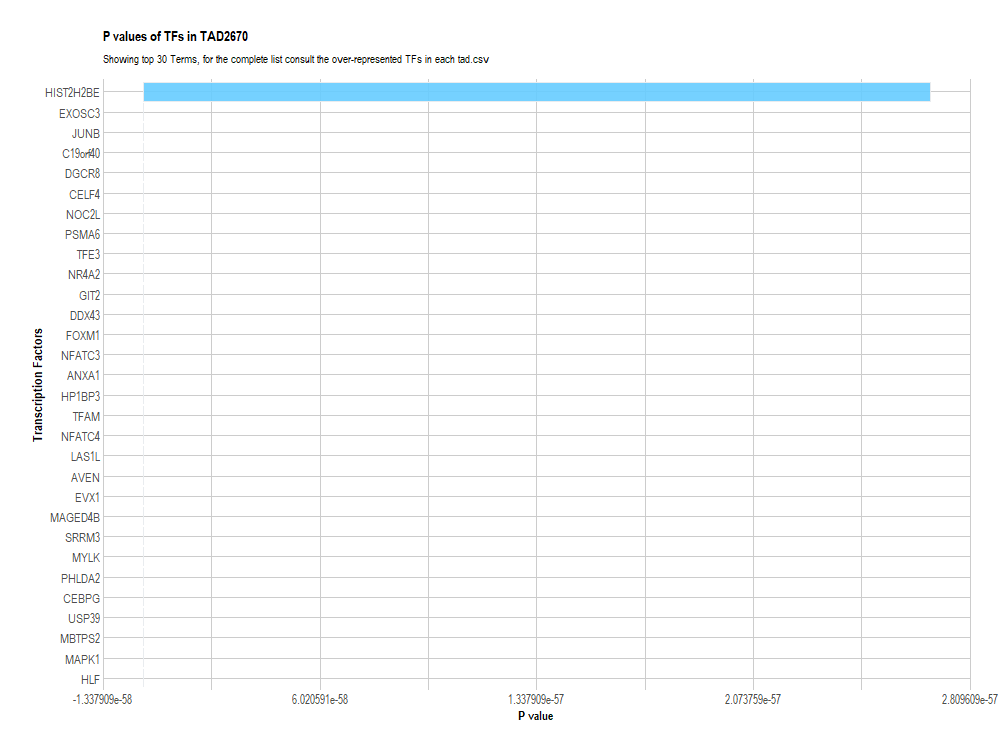 P values of TFs in TAD2670
Showing top 30 Terms, for the complete list consult the over-represented TFs in each tad.csv
HIST2H2BE
EXOSC3
JUNB
C19orf40
DGCR8
CELF4
NOC2L
PSMA6
TFE3
NR4A2
GIT2
DDX43
FOXM1
NFATC3
ANXA1
HP1BP3
TFAM
NFATC4
LAS1L
AVEN
EVX1
MAGED4B
SRRM3
MYLK
PHLDA2
CEBPG
USP39
MBTPS2
MAPK1
HLF
Transcription Factors
-1.337909e-58 6.020591e-58 1.337909e-57 2.073759e-57 2.809609e-57
P value